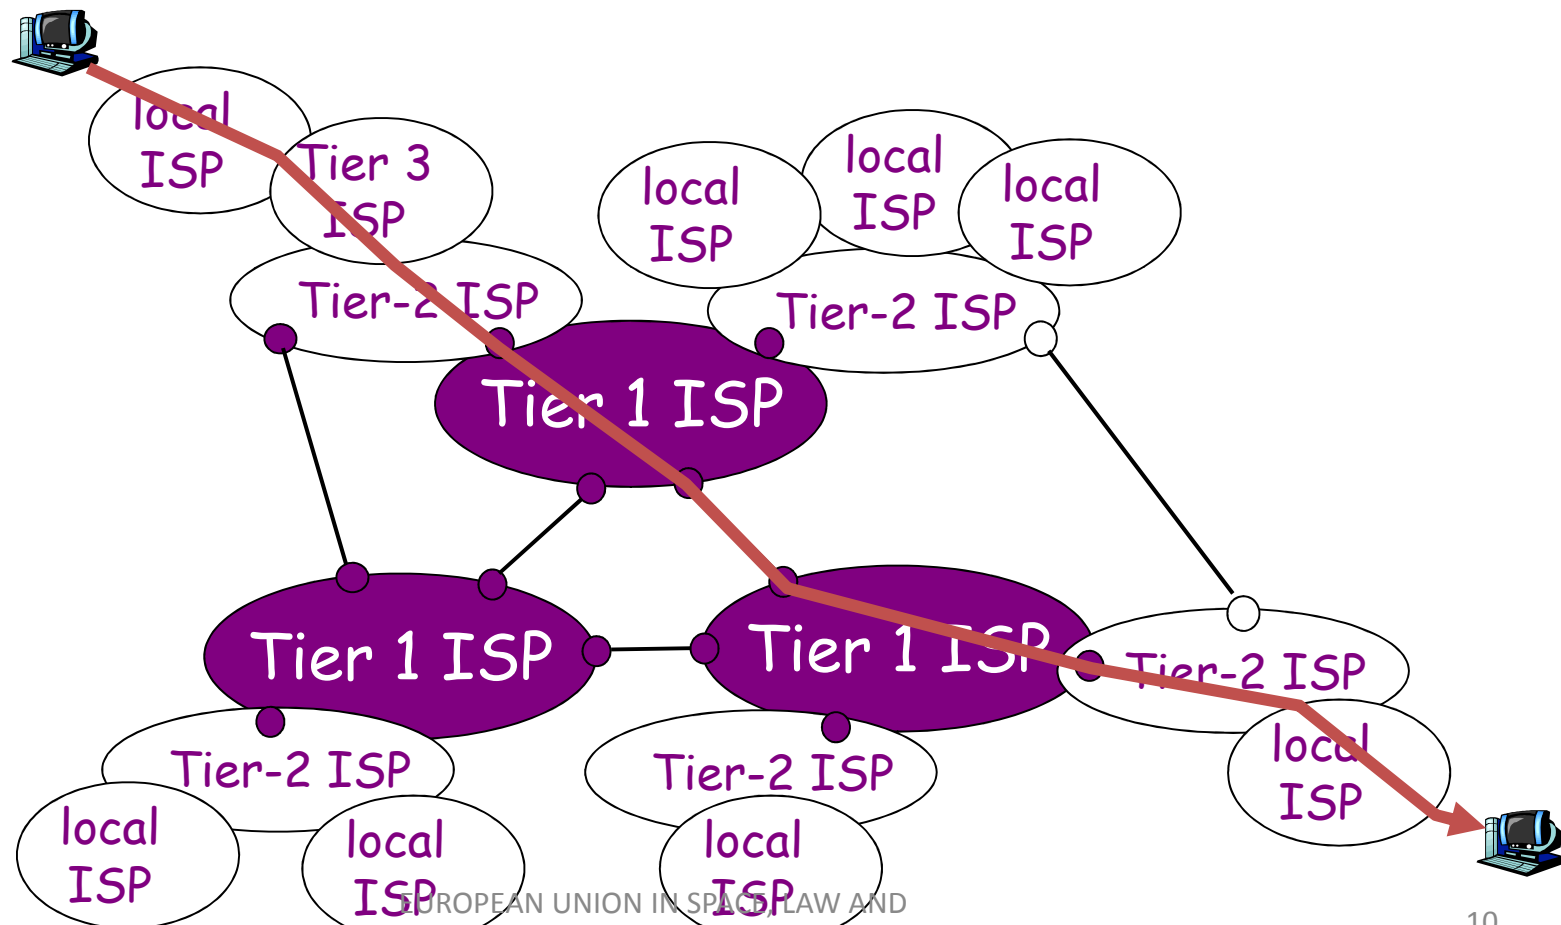 local
ISP
Tier 3
ISP
local
ISP
local
ISP
local
ISP
Tier-2 ISP
Tier-2 ISP
Tier 1 ISP
Tier 1 ISP
Tier 1 ISP
Tier-2 ISP
local
ISP
Tier-2 ISP
Tier-2 ISP
local
ISP
local
ISP
local
ISP
EUROPEAN UNION IN SPACE, LAW AND
10